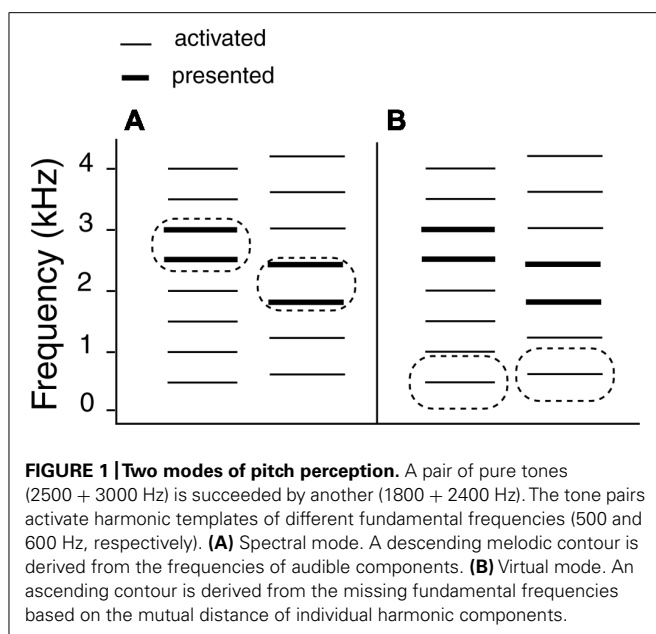 activated
presented
A
B
4
3
2
1
0
Frequency (kHz)
FIGURE 1 | Two modes of pitch perception. A pair of pure tones
(2500 + 3000 Hz) is succeeded by another (1800 + 2400 Hz). The tone pairs
activate harmonic templates of different fundamental frequencies (500 and
600 Hz, respectively). (A) Spectral mode. A descending melodic contour is
derived from the frequencies of audible components. (B) Virtual mode. An
ascending contour is derived from the missing fundamental frequencies
based on the mutual distance of individual harmonic components.